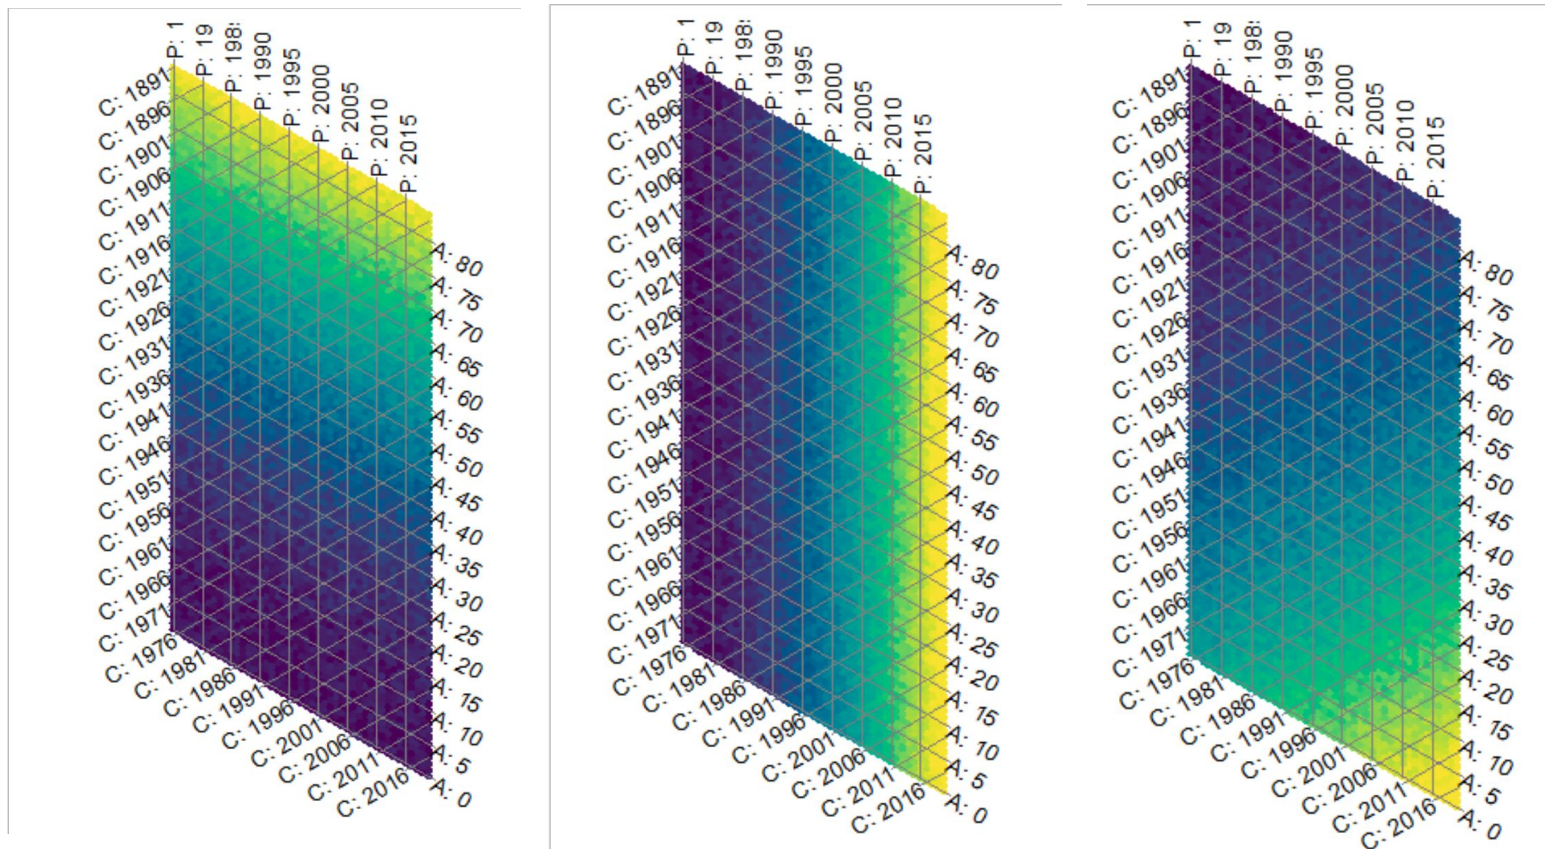 P: 1
P: 19
P: 198
P: 1990
P: 1995
P: 2000
P: 2005
P: 2010
P: 2015
C: 1891
C: 1896
C: 1901
C: 1906
C: 1911
C: 1916
C: 1921
C: 1926
C: 1931
C: 1936
C: 1941
C: 1946
C: 1951
C: 1956
C: 1961
C: 1966
C: 1971
C: 1976
C: 1981
C: 1986
C: 1991
C: 1996
C: 2001
C: 2006
C: 2011
C: 2016
A: 80
A: 75
A: 70
A: 65
A: 60
A: 55
A: 50
A: 45
A: 40
A: 35
A: 30
A: 25
A: 20
A: 15
A: 10
A: 5
A: 0
P: 1
P: 19
P: 198
P: 1990
P: 1995
P: 2000
P: 2005
P: 2010
P: 2015
C: 1891
C: 1896
C: 1901
C: 1906
C: 1911
C: 1916
C: 1921
C: 1926
C: 1931
C: 1936
C: 1941
C: 1946
C: 1951
C: 1956
C: 1961
C: 1966
C: 1971
C: 1976
C: 1981
C: 1986
C: 1991
C: 1996
C: 2001
C: 2006
C: 2011
C: 2016
A: 80
A: 75
A: 70
A: 65
A: 60
A: 55
A: 50
A: 45
A: 40
A: 35
A: 30
A: 25
A: 20
A: 15
A: 10
A: 5
A: 0
P: 1
P: 19
P: 198
P: 1990
P: 1995
P: 2000
P: 2005
P: 2010
P: 2015
C: 1891
C: 1896
C: 1901
C: 1906
C: 1911
C: 1916
C: 1921
C: 1926
C: 1931
C: 1936
C: 1941
C: 1946
C: 1951
C: 1956
C: 1961
C: 1966
C: 1971
C: 1976
C: 1981
C: 1986
C: 1991
C: 1996
C: 2001
C: 2006
C: 2011
C: 2016
A: 80
A: 75
A: 70
A: 65
A: 60
A: 55
A: 50
A: 45
A: 40
A: 35
A: 30
A: 25
A: 20
A: 15
A: 10
A: 5
A: 0